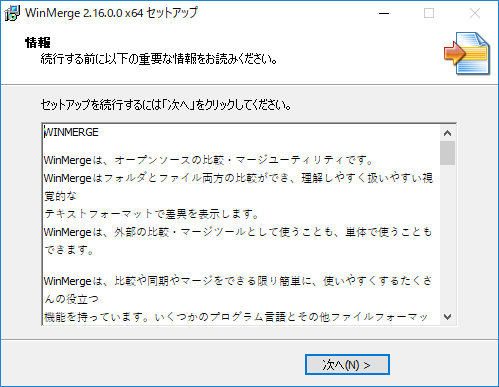 WinMerge 2.16.0.0 x64 セットアップ
情報
続行する前に以下の重要な情報をお読みください。
セットアップを続行するには「次へ」をクリックしてください。
WINMERGE
WinMergeは、オープンソースの比較・マージユーティリティです。
WinMergeはフォルダとファイル両方の比較ができ、理解しやすく扱いやすい視
覚的な
テキストフォーマットで差異を表示します。
WinMergeは、外部の比較・マージツールとして使うことも、単体で使うことも
できます。
WinMergeは、比較や同期やマージをできる限り簡単に、使いやすくするたくさ
んの役立つ
機能を持っています。いくつかのプログラム言語とその他ファイルフォーマッ
次へ(N) >